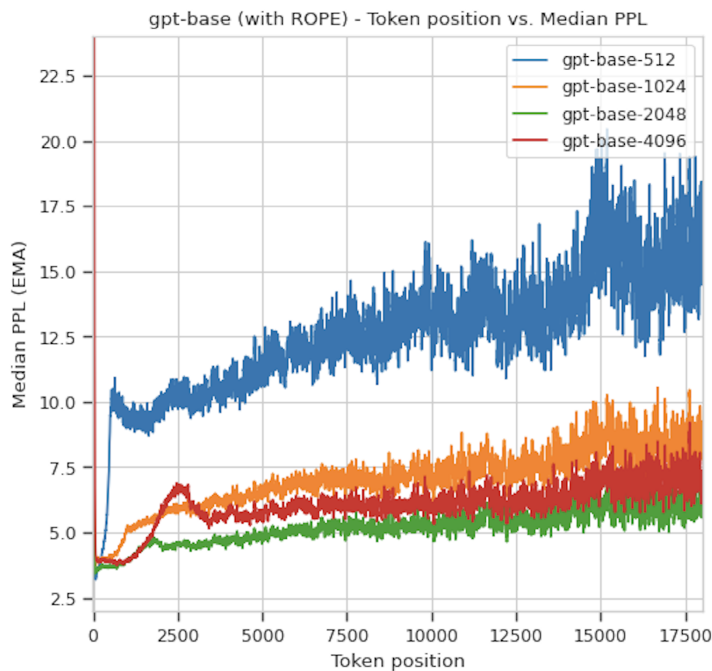 gpt-base (with ROPE) - Token position vs. Median PPL
gpt-base-512
gpt-base-1024
gpt-base-2048
gpt-base-4096
22.5
20.0
17.5
15.0
12.5
10.0
7.5
5.0
2.5
Median PPL (EMA)
0 2500 5000 7500 10000 12500 15000 17500
Token position